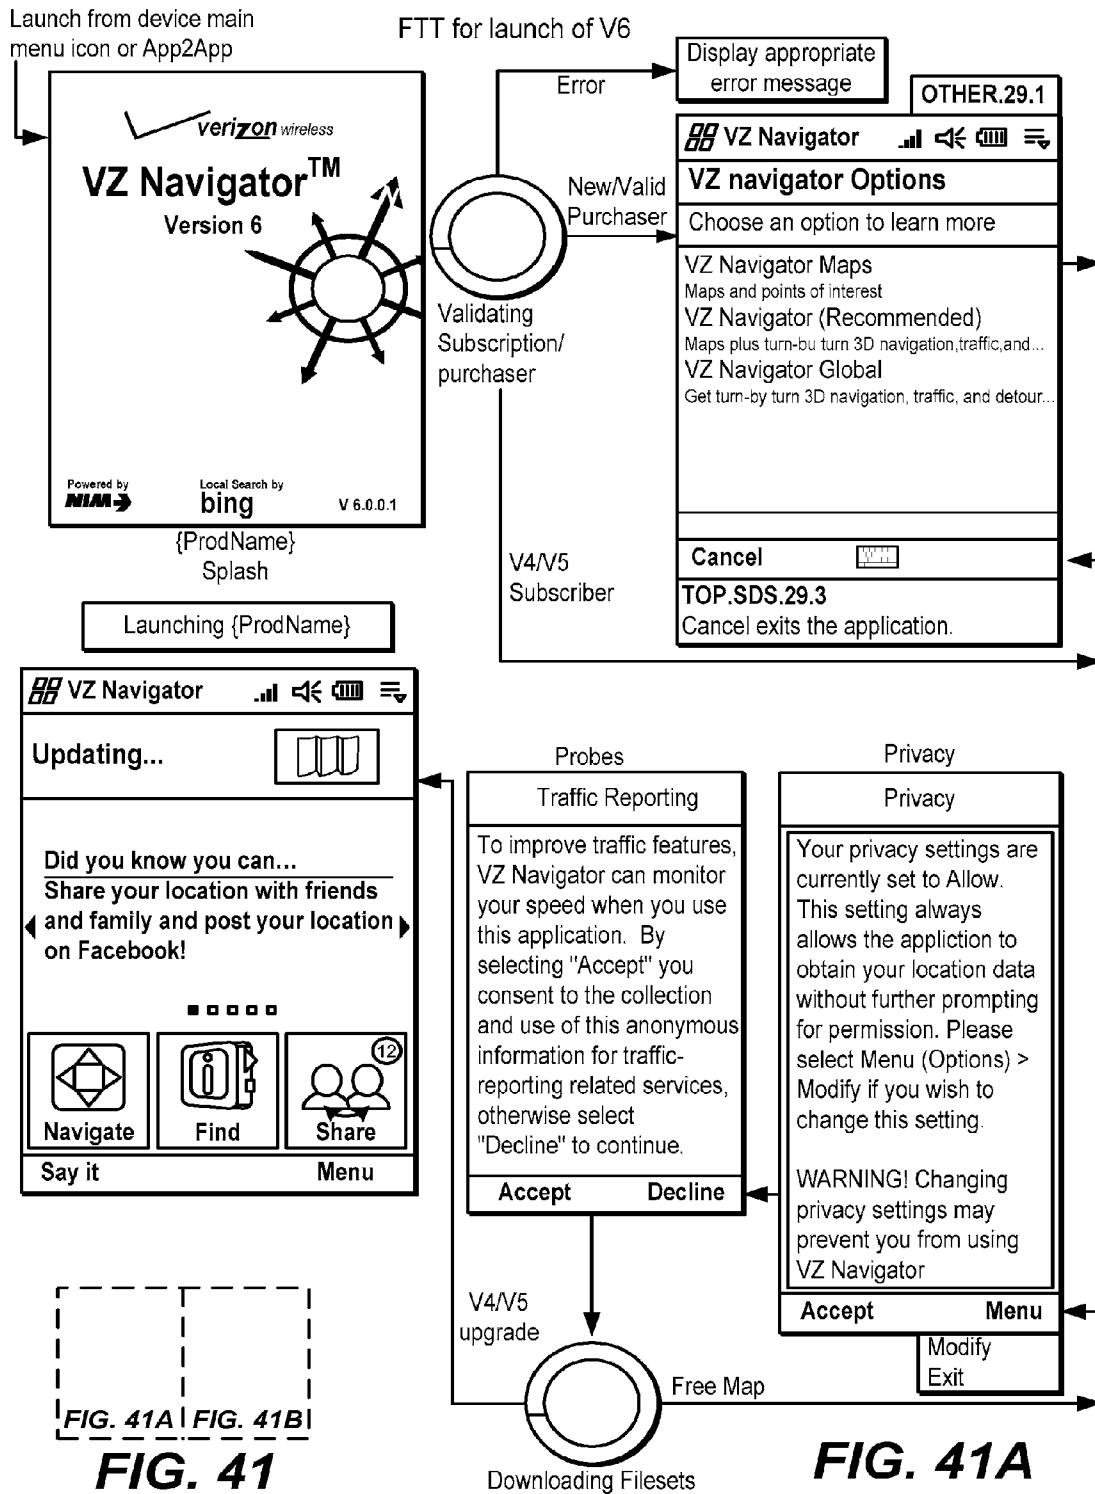 Launch from device main
menu icon or App2App
FTT for launch of V6
Error
Display appropriate
error message
verizon wireless
VZ Navigator™
Version 6
N
Powered by
NIM
Local Search by
bing
V 6.0.0.1
{ProdName}
Splash
Launching {ProdName}
New/Valid
Purchaser
Validating
Subscription/
purchaser
V4/V5
Subscriber
OTHER.29.1
VZ Navigator
VZ navigator Options
Choose an option to learn more
VZ Navigator Maps
Maps and points of interest
VZ Navigator (Recommended)
Maps plus turn-bu turn 3D navigation,traffic,and...
VZ Navigator Global
Get turn-by turn 3D navigation, traffic, and detour...
Cancel
TOP.SDS.29.3
Cancel exits the application.
VZ Navigator
Updating...
Did you know you can...
Share your location with friends
and family and post your location
on Facebook!
12
Navigate
Find
Share
Say it
Menu
Probes
Traffic Reporting
To improve traffic features,
VZ Navigator can monitor
your speed when you use
this application. By
selecting "Accept" you
consent to the collection
and use of this anonymous
information for traffic-
reporting related services,
otherwise select
"Decline" to continue.
Accept
Decline
Privacy
Privacy
Your privacy settings are
currently set to Allow.
This setting always
allows the appliction to
obtain your location data
without further prompting
for permission. Please
select Menu (Options) >
Modify if you wish to
change this setting.
WARNING! Changing
privacy settings may
prevent you from using
VZ Navigator
Accept
Menu
Modify
Exit
V4/V5
upgrade
Free Map
Downloading Filesets
FIG. 41A
FIG. 41B
FIG. 41
FIG. 41A